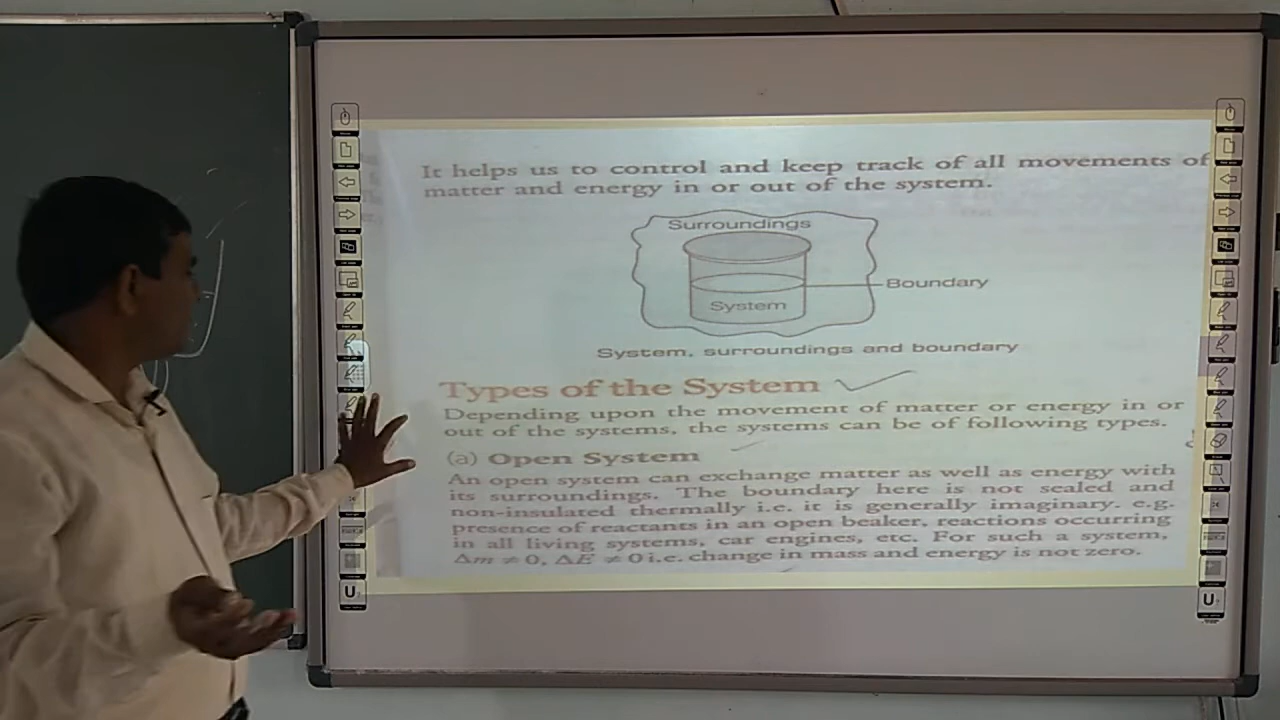 It helps us to control and keep track of all movements of
matter and energy in or out of the system.
Surroundings
Boundary
System
System, surroundings and boundary
Types of the System
Depending upon the movement of matter or energy in or
out of the systems, the systems can be of following types.
(a) Open System
An open system can exchange matter as well as energy with
its surroundings. The boundary here is not sealed and
non-insulated thermally i.e. it is generally imaginary. e.g.
presence of reactants in an open beaker, reactions occurring
in all living systems, car engines, etc. For such a system,
Δm ≠ 0, ΔE ≠ 0 i.e. change in mass and energy is not zero.